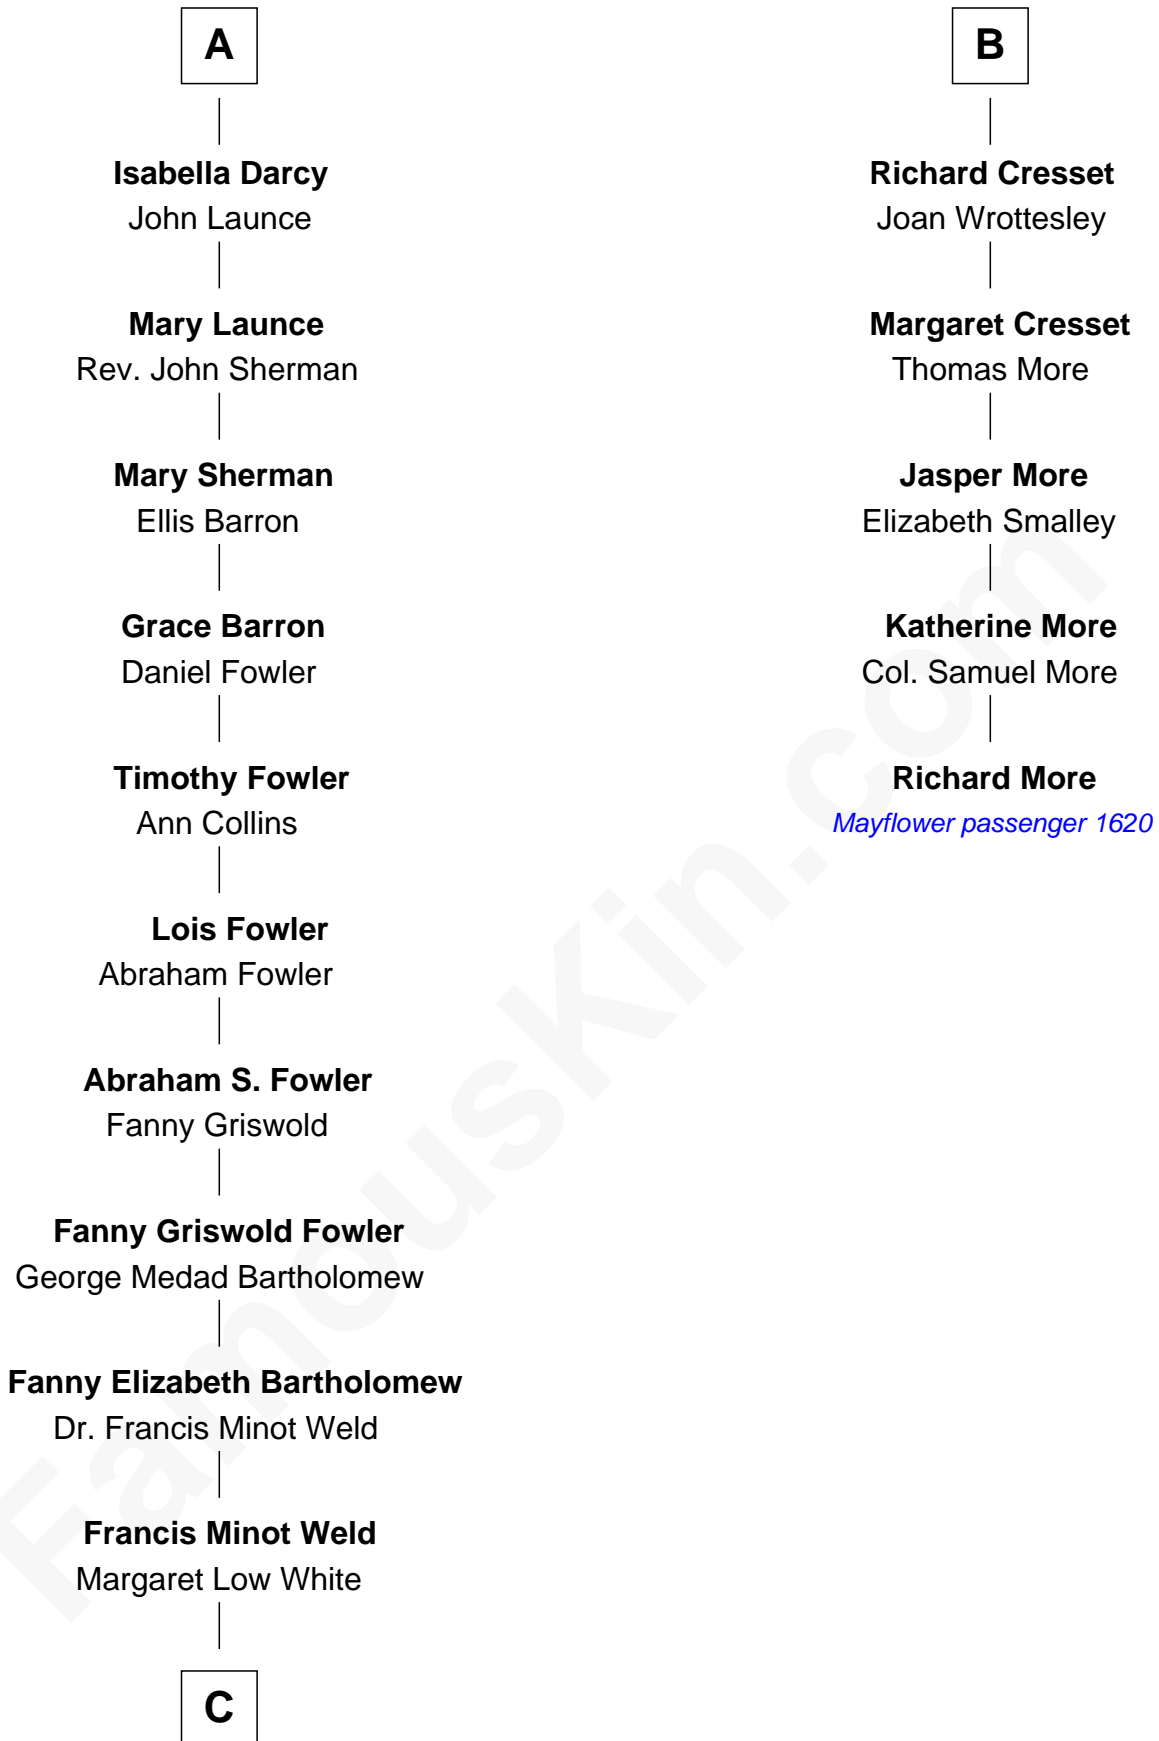 A
Isabella Darcy
John Launce
Mary Launce
Rev. John Sherman
Mary Sherman
Ellis Barron
Grace Barron
Daniel Fowler
Timothy Fowler
Ann Collins
Lois Fowler
Abraham Fowler
Abraham S. Fowler
Fanny Griswold
Fanny Griswold Fowler
George Medad Bartholomew
Fanny Elizabeth Bartholomew
Dr. Francis Minot Weld
Francis Minot Weld
Margaret Low White
C
B
Richard Cresset
Joan Wrottesley
Margaret Cresset
Thomas More
Jasper More
Elizabeth Smalley
Katherine More
Col. Samuel More
Richard More
Mayflower passenger 1620
FamousKin.com